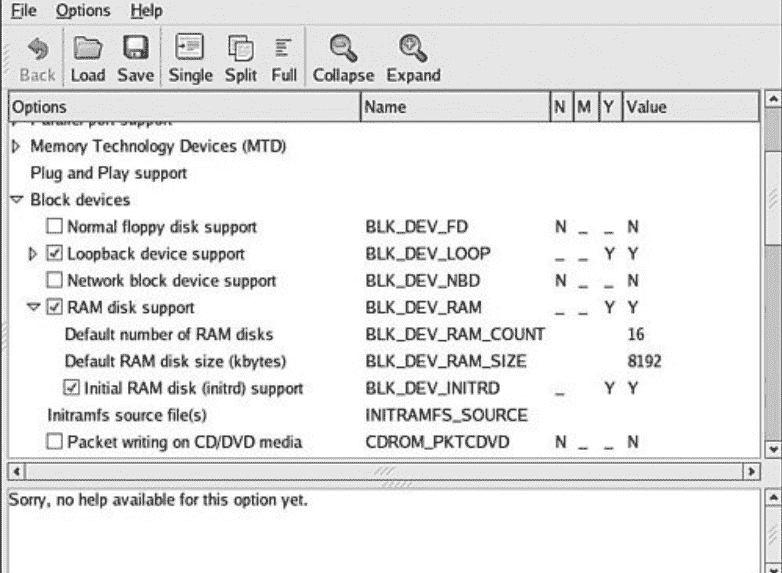 File Options Help
Back Load Save Single Split Full Collapse Expand
Options Name N M Y Value
Parallel port support
Memory Technology Devices (MTD)
Plug and Play support
Block devices
Normal floppy disk support BLK_DEV_FD N _ _ N
Loopback device support BLK_DEV_LOOP _ _ Y Y
Network block device support BLK_DEV_NBD N _ _ N
RAM disk support BLK_DEV_RAM _ _ Y Y
Default number of RAM disks BLK_DEV_RAM_COUNT 16
Default RAM disk size (kbytes) BLK_DEV_RAM_SIZE 8192
Initial RAM disk (initrd) support BLK_DEV_INITRD _ Y Y
Initramfs source file(s) INITRAMFS_SOURCE
Packet writing on CD/DVD media CDROM_PKTCDVD N _ _ N
Sorry, no help available for this option yet.